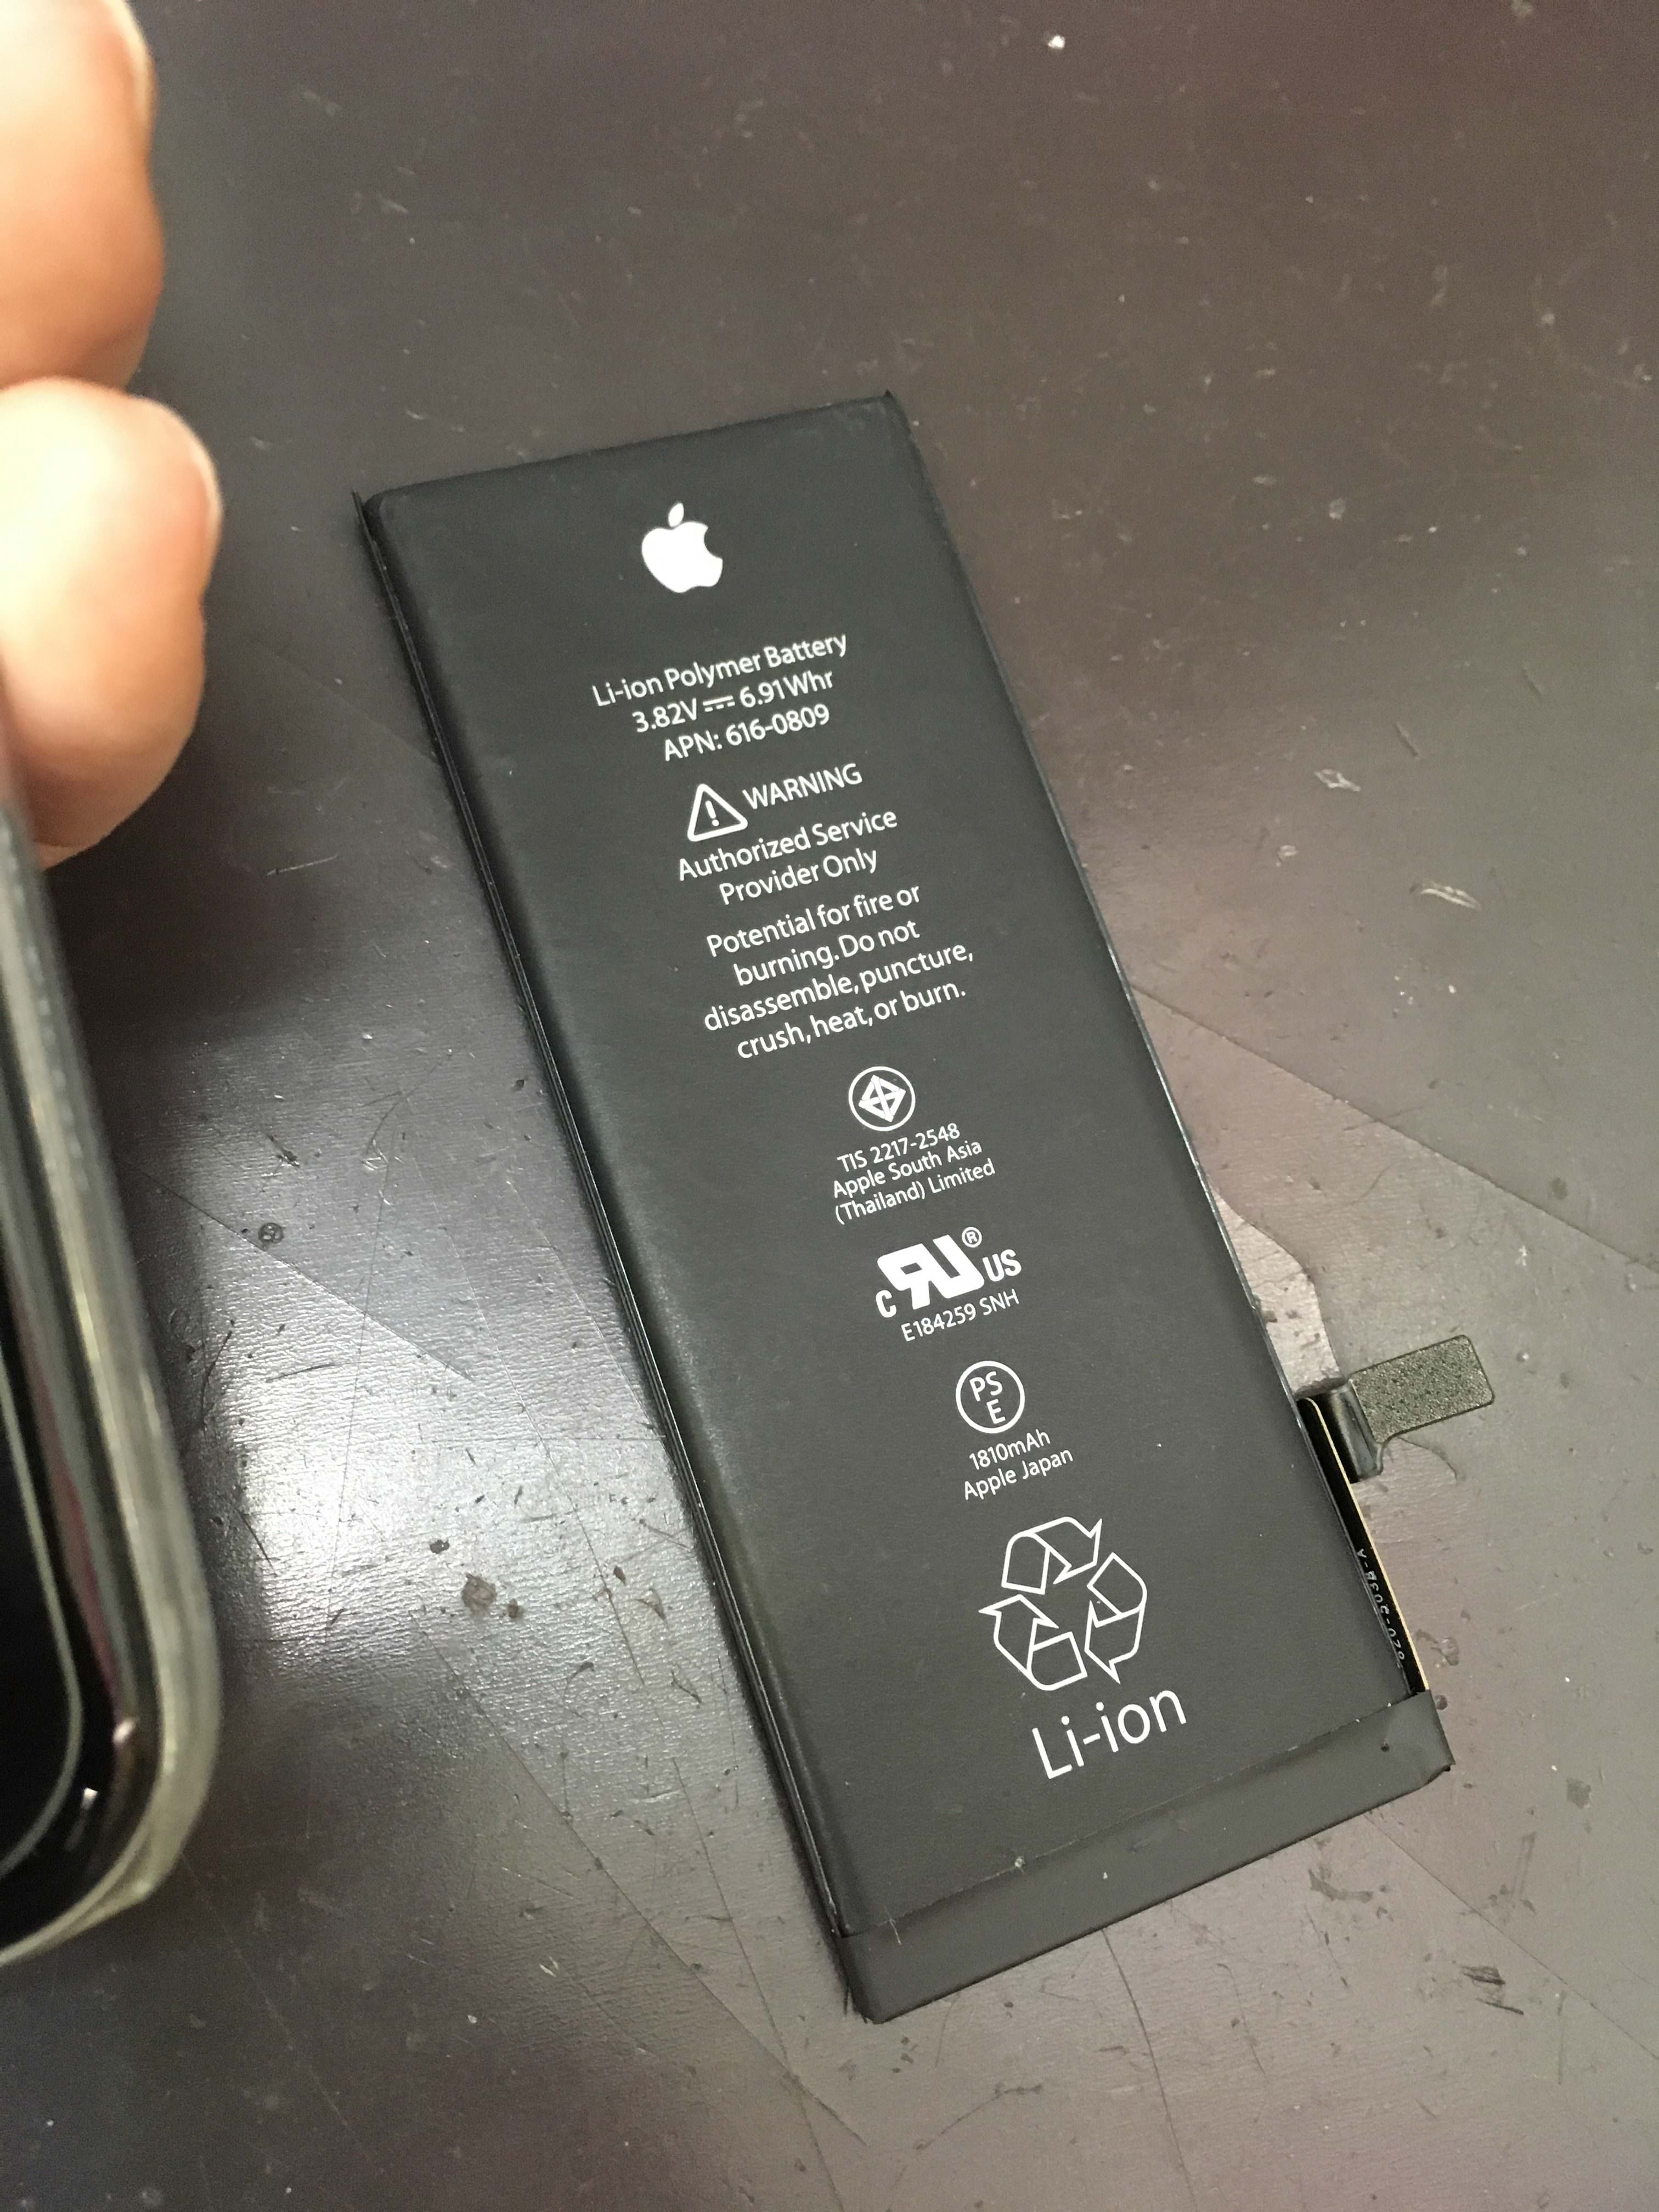 Li-ion Polymer Battery
3.82V ⎓ 6.91Whr
APN: 616-0809
WARNING
Authorized Service
Provider Only
Potential for fire or
burning. Do not
disassemble, puncture,
crush, heat, or burn.
TIS 2217-2548
Apple South Asia
(Thailand) Limited
c RU® US
E184259 SNH
PS
E
1810mAh
Apple Japan
Li-ion